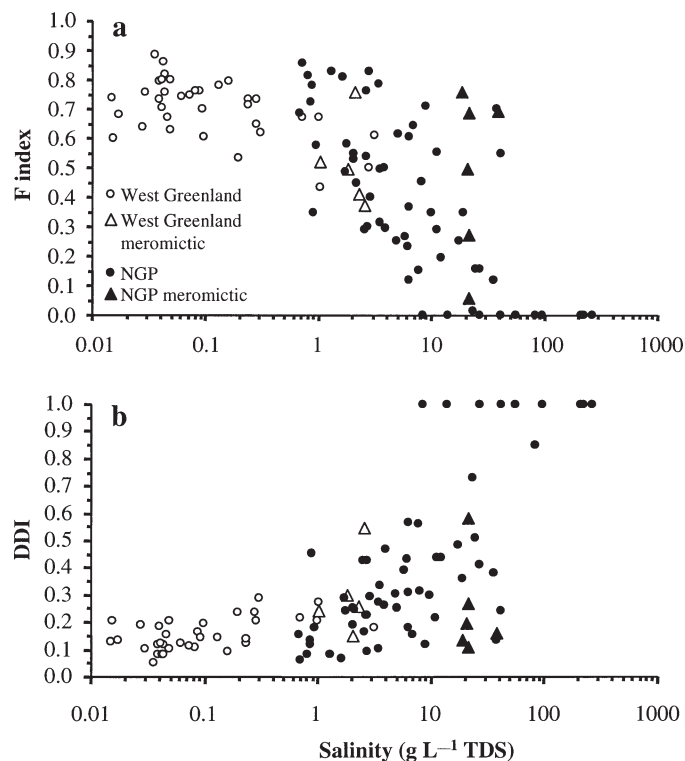 a
F index
1.0
0.9
0.8
0.7
0.6
0.5
0.4
0.3
0.2
0.1
0.0
West Greenland
West Greenland
meromictic
NGP
NGP meromictic
0.01 0.1 1 10 100 1000
b
DDI
1.0
0.9
0.8
0.7
0.6
0.5
0.4
0.3
0.2
0.1
0.0
0.01 0.1 1 10 100 1000
Salinity (g L⁻¹ TDS)